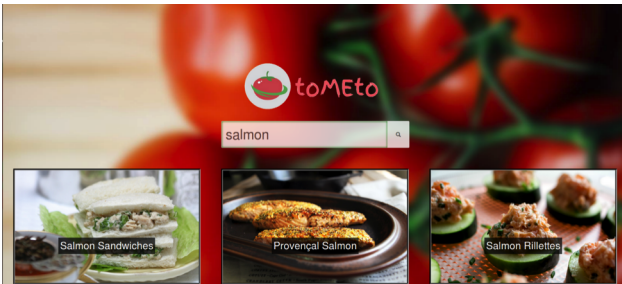 toMEto
salmon
Salmon Sandwiches
Provençal Salmon
Salmon Rillettes